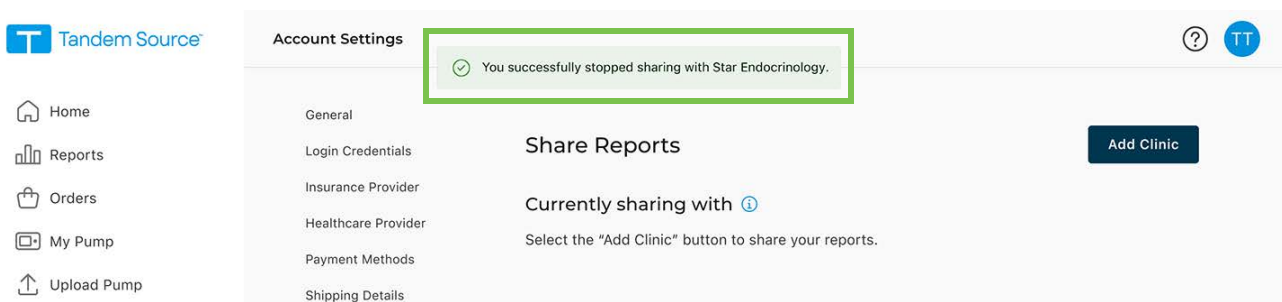 Tandem Source™
Account Settings
TT
You successfully stopped sharing with Star Endocrinology.
Home
Reports
Orders
My Pump
Upload Pump
General
Login Credentials
Insurance Provider
Healthcare Provider
Payment Methods
Shipping Details
Share Reports
Add Clinic
Currently sharing with
Select the “Add Clinic” button to share your reports.